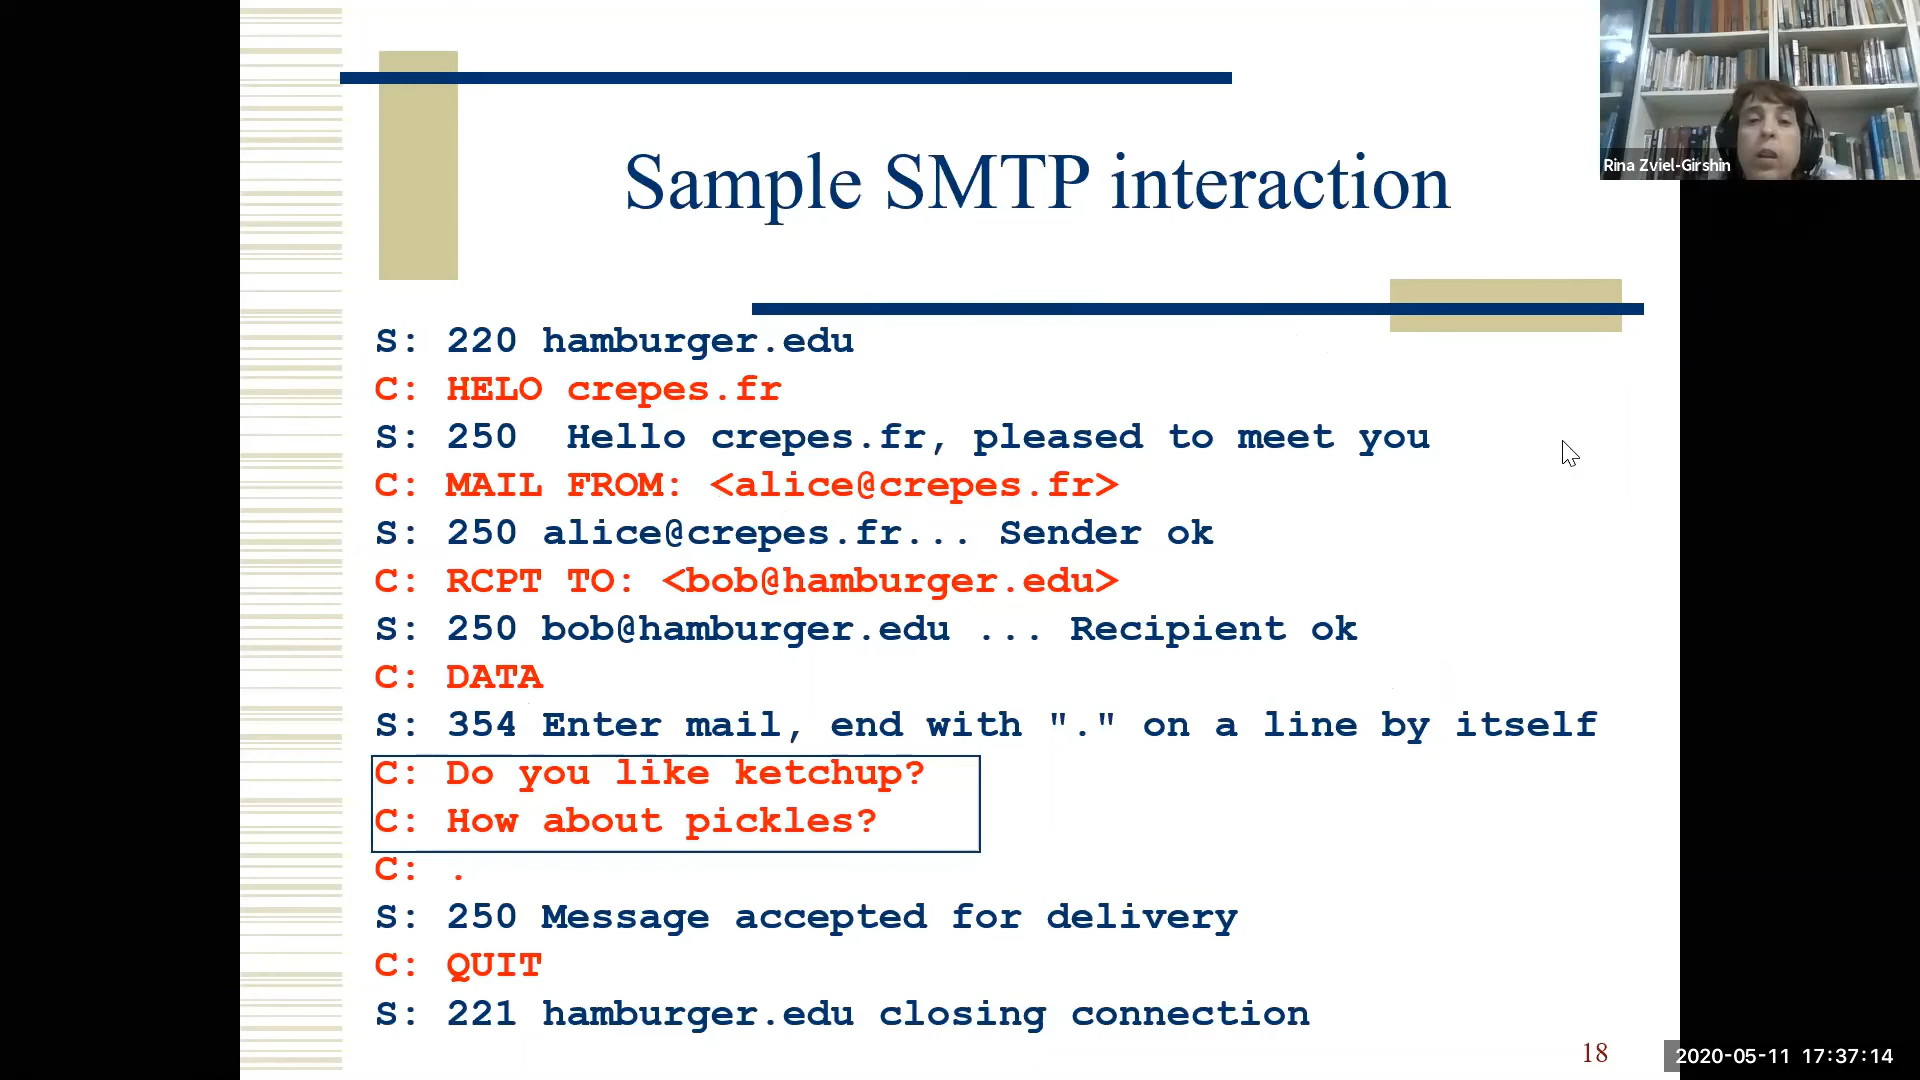 Sample SMTP interaction
Rina Zviel-Girshin
S: 220 hamburger.edu
C: HELO crepes.fr
S: 250  Hello crepes.fr, pleased to meet you
C: MAIL FROM: <alice@crepes.fr>
S: 250 alice@crepes.fr... Sender ok
C: RCPT TO: <bob@hamburger.edu>
S: 250 bob@hamburger.edu ... Recipient ok
C: DATA
S: 354 Enter mail, end with "." on a line by itself
C: Do you like ketchup?
C: How about pickles?
C: .
S: 250 Message accepted for delivery
C: QUIT
S: 221 hamburger.edu closing connection
18
2020-05-11 17:37:14